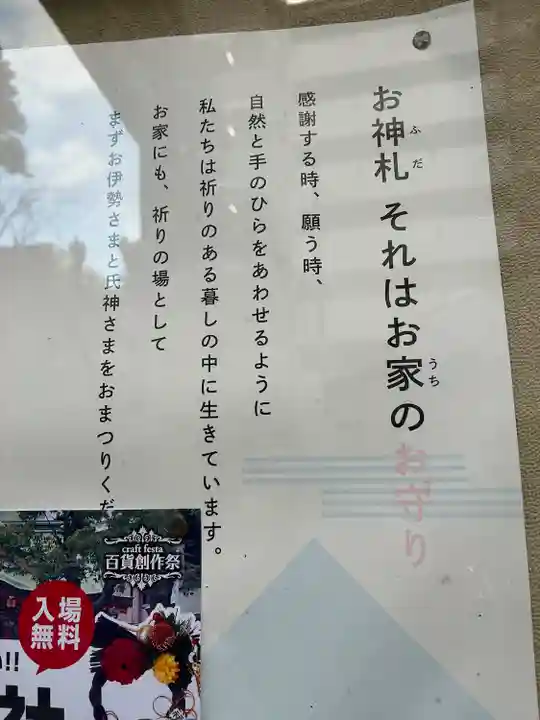 お神札 それはお家のお守り
ふだ
うち
感謝する時、願う時、
自然と手のひらをあわせるように
私たちは祈りのある暮しの中に生きています。
お家にも、祈りの場として
まずお伊勢さまと氏神さまをおまつりくだ
craft festa
百貨創作祭
入場
無料
!!